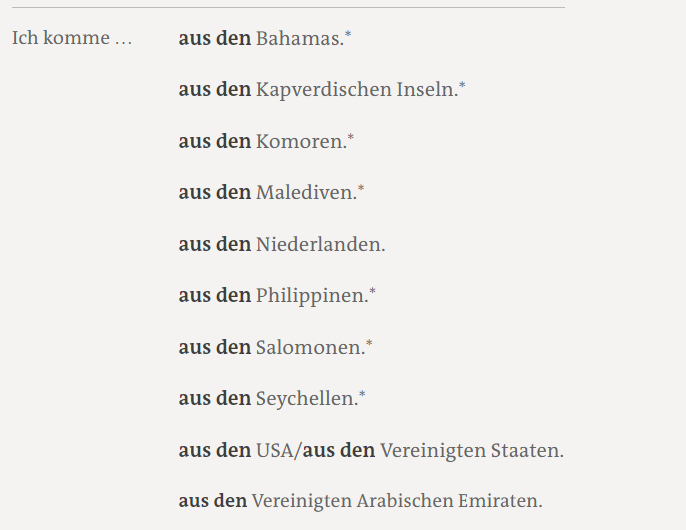 Ich komme … aus den Bahamas.*
aus den Kapverdischen Inseln.*
aus den Komoren.*
aus den Malediven.*
aus den Niederlanden.
aus den Philippinen.*
aus den Salomonen.*
aus den Seychellen.*
aus den USA/aus den Vereinigten Staaten.
aus den Vereinigten Arabischen Emiraten.